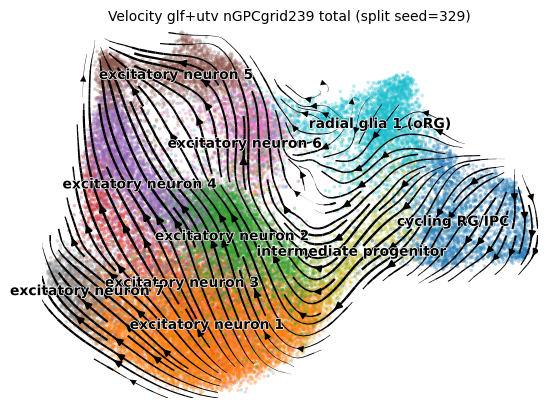 Velocity glf+utv nGPCgrid239 total (split seed=329)
excitatory neuron 5
radial glia 1 (oRG)
excitatory neuron 6
excitatory neuron 4
cycling RG/IPC
excitatory neuron 2
intermediate progenitor
excitatory neuron 3
excitatory neuron 7
excitatory neuron 1